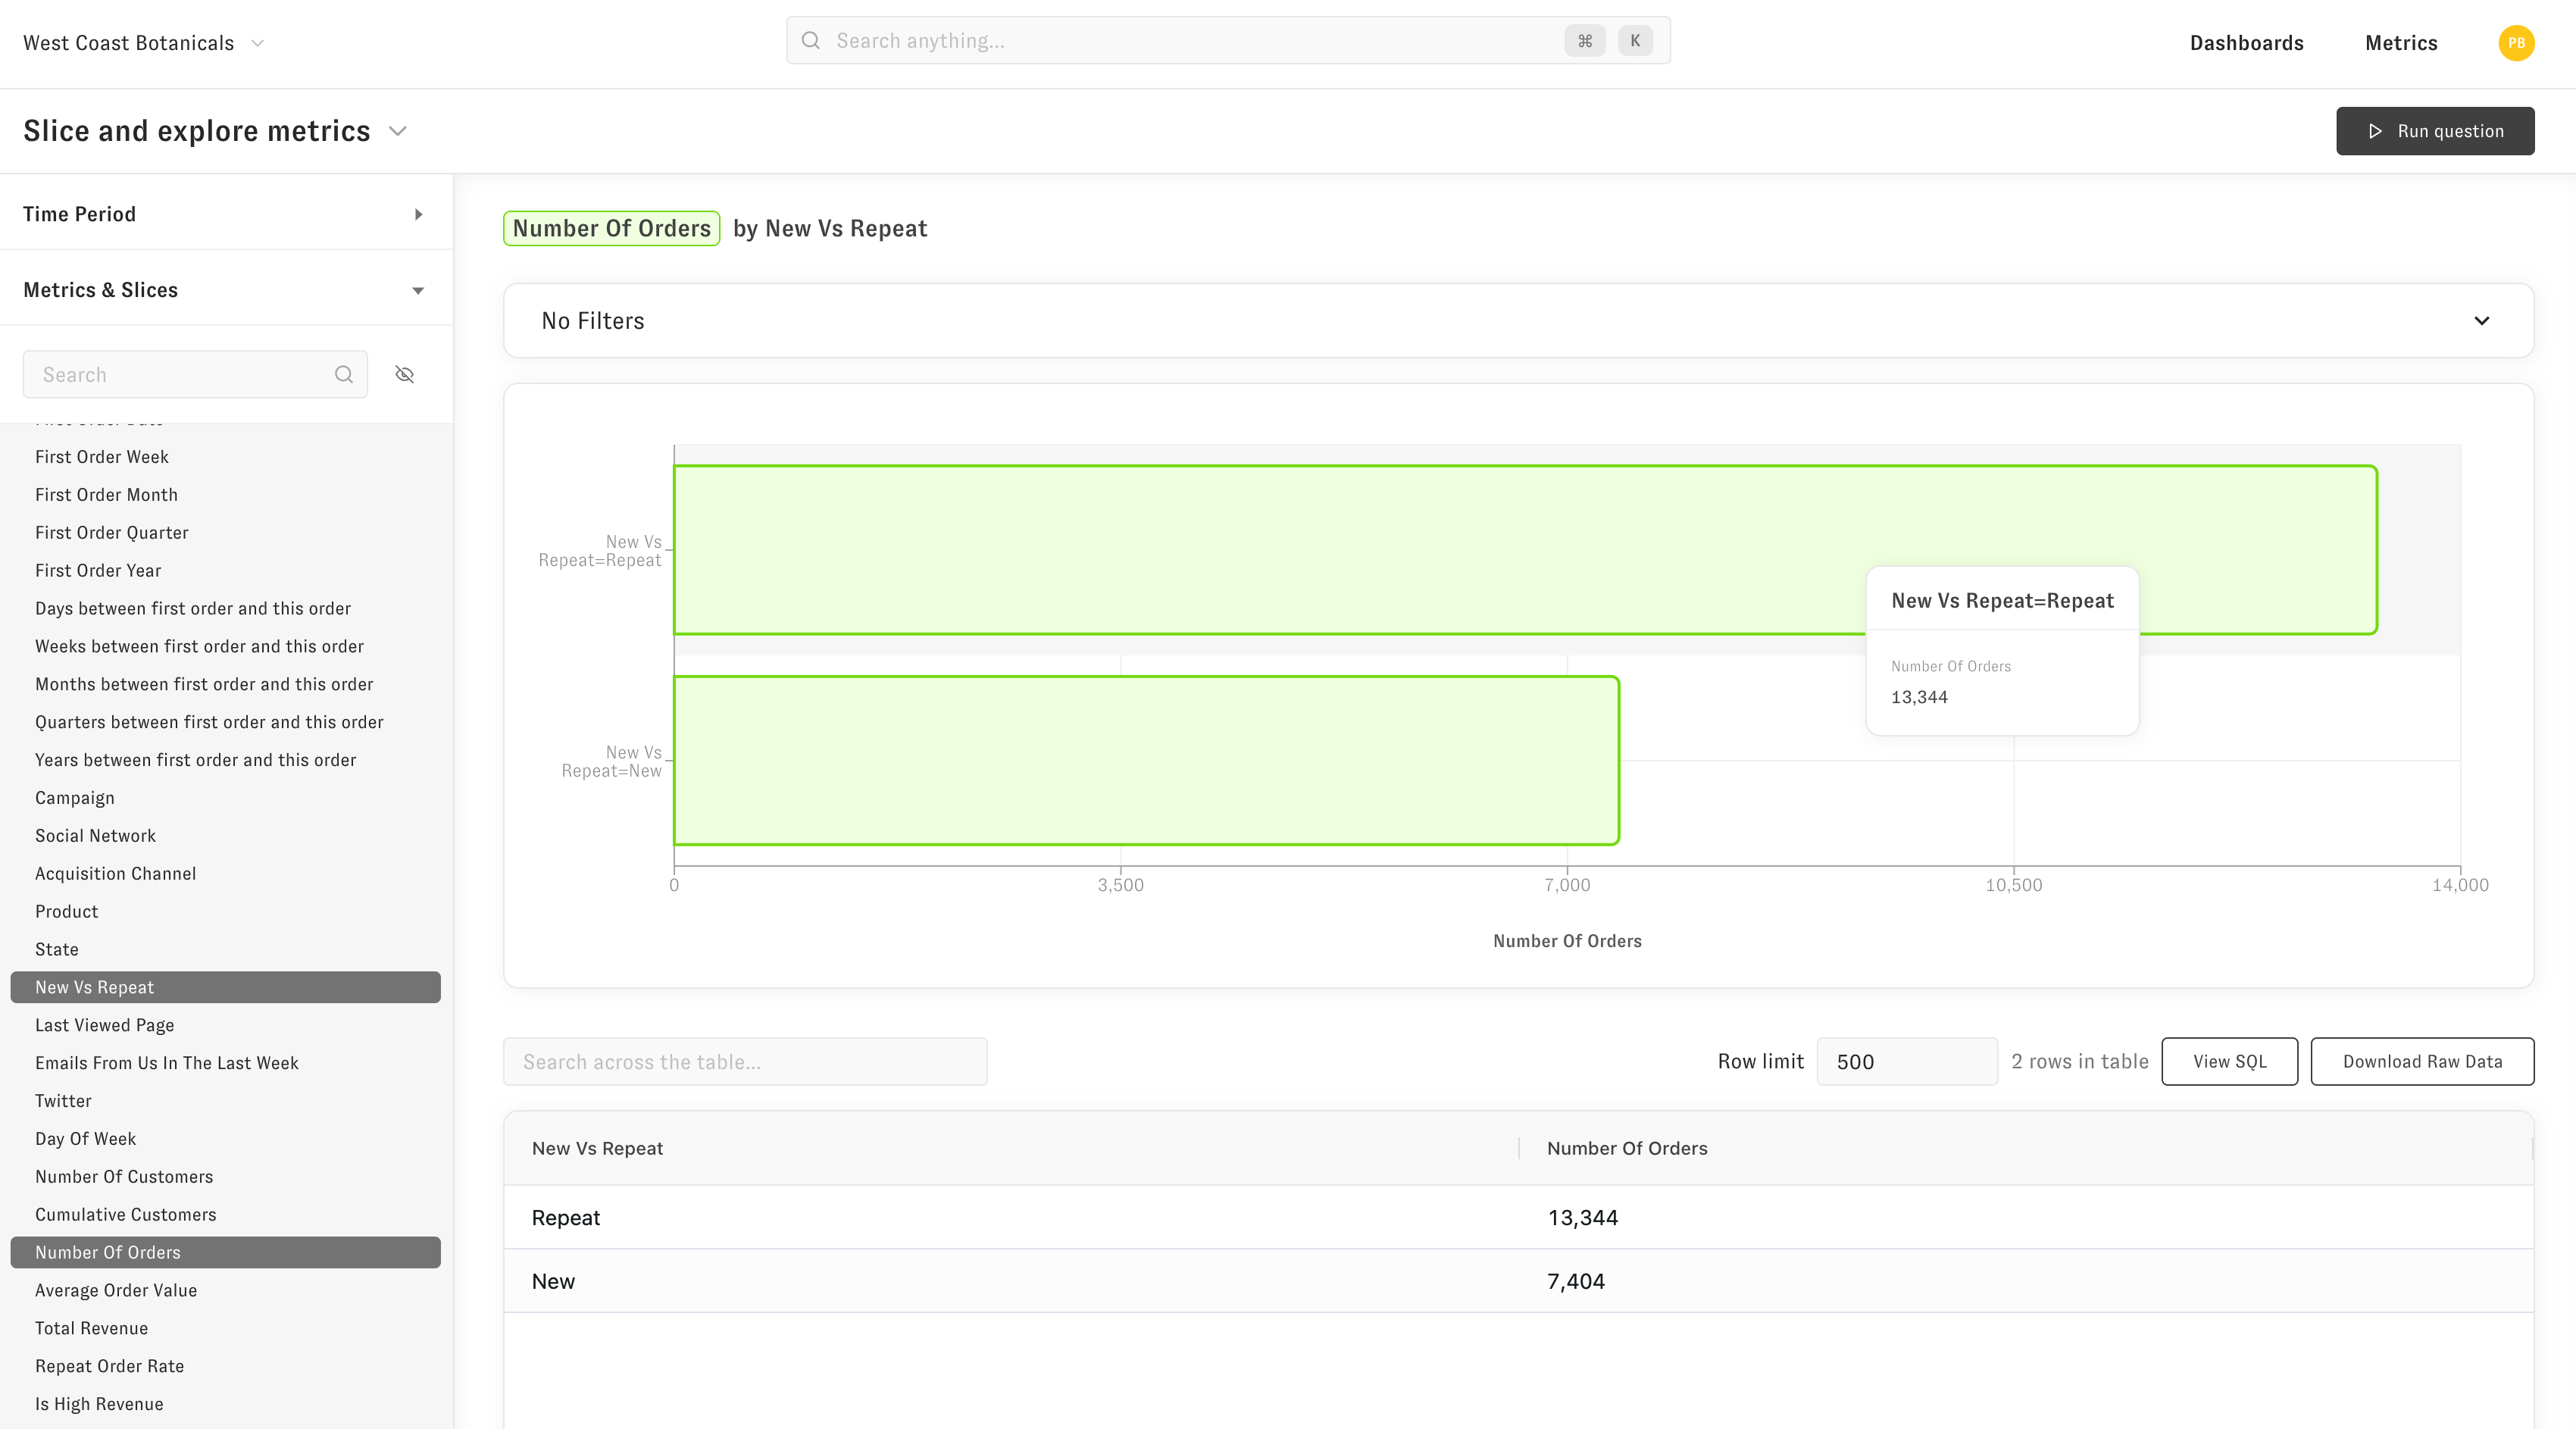 West Coast Botanicals
Search anything...
⌘ K
Dashboards
Metrics
PB
Slice and explore metrics
Run question
Time Period
Metrics & Slices
Search
First Order Week
First Order Month
First Order Quarter
First Order Year
Days between first order and this order
Weeks between first order and this order
Months between first order and this order
Quarters between first order and this order
Years between first order and this order
Campaign
Social Network
Acquisition Channel
Product
State
New Vs Repeat
Last Viewed Page
Emails From Us In The Last Week
Twitter
Day Of Week
Number Of Customers
Cumulative Customers
Number Of Orders
Average Order Value
Total Revenue
Repeat Order Rate
Is High Revenue
Number Of Orders by New Vs Repeat
No Filters
New Vs
Repeat=Repeat
New Vs
Repeat=New
New Vs Repeat=Repeat
Number Of Orders
13,344
0 3,500 7,000 10,500 14,000
Number Of Orders
Search across the table...
Row limit 500 2 rows in table
View SQL
Download Raw Data
New Vs Repeat Number Of Orders
Repeat 13,344
New 7,404